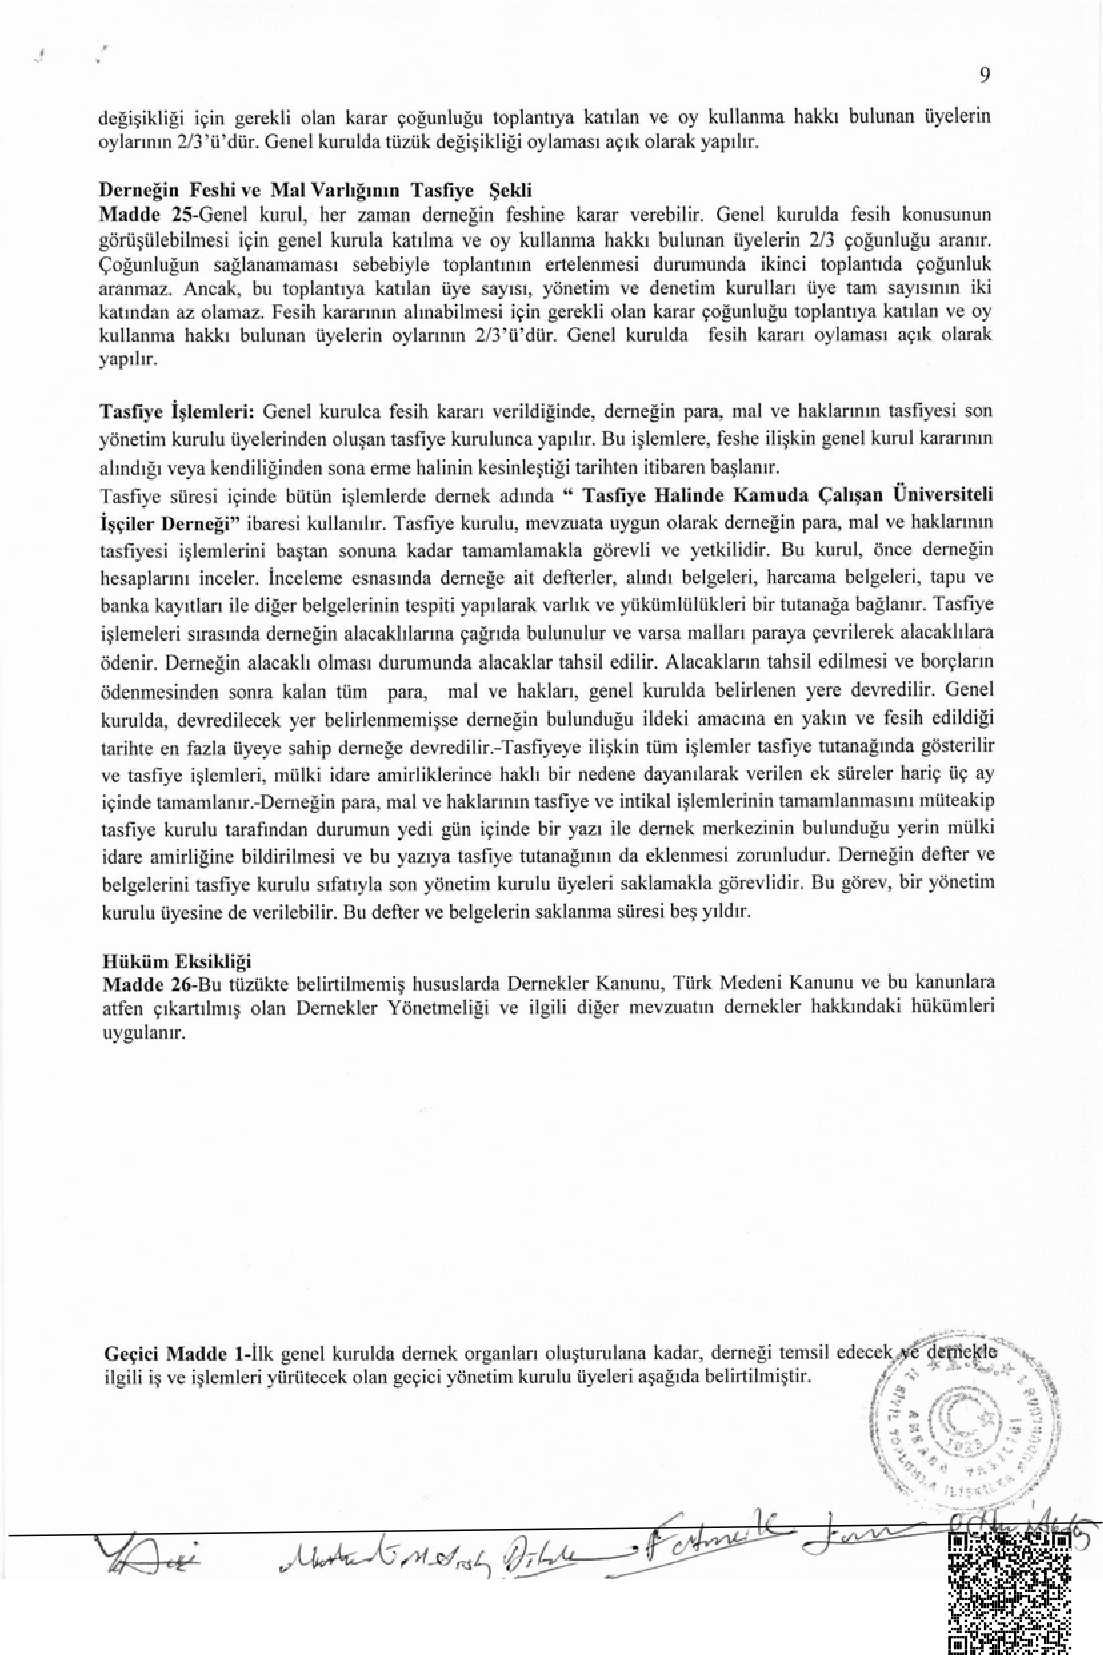 9
değişikliği için gerekli olan karar çoğunluğu toplantıya katılan ve oy kullanma hakkı bulunan üyelerin
oylarının 2/3'ü'dür. Genel kurulda tüzük değişikliği oylaması açık olarak yapılır.
Derneğin Feshi ve Mal Varlığının Tasfiye Şekli
Madde 25-Genel kurul, her zaman derneğin feshine karar verebilir. Genel kurulda fesih konusunun
görüşülebilmesi için genel kurula katılma ve oy kullanma hakkı bulunan üyelerin 2/3 çoğunluğu aranır.
Çoğunluğun sağlanamaması sebebiyle toplantının ertelenmesi durumunda ikinci toplantıda çoğunluk
aranmaz. Ancak, bu toplantıya katılan üye sayısı, yönetim ve denetim kurulları üye tam sayısının iki
katından az olamaz. Fesih kararının alınabilmesi için gerekli olan karar çoğunluğu toplantıya katılan ve oy
kullanma hakkı bulunan üyelerin oylarının 2/3'ü'dür. Genel kurulda fesih kararı oylaması açık olarak
yapılır.
Tasfiye İşlemleri: Genel kurulca fesih kararı verildiğinde, derneğin para, mal ve haklarının tasfiyesi son
yönetim kurulu üyelerinden oluşan tasfiye kurulunca yapılır. Bu işlemlere, feshe ilişkin genel kurul kararının
alındığı veya kendiliğinden sona erme halinin kesinleştiği tarihten itibaren başlanır.
Tasfiye süresi içinde bütün işlemlerde dernek adında “ Tasfiye Halinde Kamuda Çalışan Üniversiteli
İşçiler Derneği” ibaresi kullanılır. Tasfiye kurulu, mevzuata uygun olarak derneğin para, mal ve haklarının
tasfiyesi işlemlerini baştan sonuna kadar tamamlamakla görevli ve yetkilidir. Bu kurul, önce derneğin
hesaplarını inceler. İnceleme esnasında derneğe ait defterler, alındı belgeleri, harcama belgeleri, tapu ve
banka kayıtları ile diğer belgelerinin tespiti yapılarak varlık ve yükümlülükleri bir tutanağa bağlanır. Tasfiye
işlemeleri sırasında derneğin alacaklılarına çağrıda bulunulur ve varsa malları paraya çevrilerek alacaklılara
ödenir. Derneğin alacaklı olması durumunda alacaklar tahsil edilir. Alacakların tahsil edilmesi ve borçların
ödenmesinden sonra kalan tüm para, mal ve hakları, genel kurulda belirlenen yere devredilir. Genel
kurulda, devredilecek yer belirlenmemişse derneğin bulunduğu ildeki amacına en yakın ve fesih edildiği
tarihte en fazla üyeye sahip derneğe devredilir.-Tasfiyeye ilişkin tüm işlemler tasfiye tutanağında gösterilir
ve tasfiye işlemleri, mülki idare amirliklerince haklı bir nedene dayanılarak verilen ek süreler hariç üç ay
içinde tamamlanır.-Derneğin para, mal ve haklarının tasfiye ve intikal işlemlerinin tamamlanmasını müteakip
tasfiye kurulu tarafından durumun yedi gün içinde bir yazı ile dernek merkezinin bulunduğu yerin mülki
idare amirliğine bildirilmesi ve bu yazıya tasfiye tutanağının da eklenmesi zorunludur. Derneğin defter ve
belgelerini tasfiye kurulu sıfatıyla son yönetim kurulu üyeleri saklamakla görevlidir. Bu görev, bir yönetim
kurulu üyesine de verilebilir. Bu defter ve belgelerin saklanma süresi beş yıldır.
Hüküm Eksikliği
Madde 26-Bu tüzükte belirtilmemiş hususlarda Dernekler Kanunu, Türk Medeni Kanunu ve bu kanunlara
atfen çıkartılmış olan Dernekler Yönetmeliği ve ilgili diğer mevzuatın dernekler hakkındaki hükümleri
uygulanır.
Geçici Madde 1-İlk genel kurulda dernek organları oluşturulana kadar, derneği temsil edecek ve dernekle
ilgili iş ve işlemleri yürütecek olan geçici yönetim kurulu üyeleri aşağıda belirtilmiştir.
T.C.
ANKARA VALİLİĞİ
1923